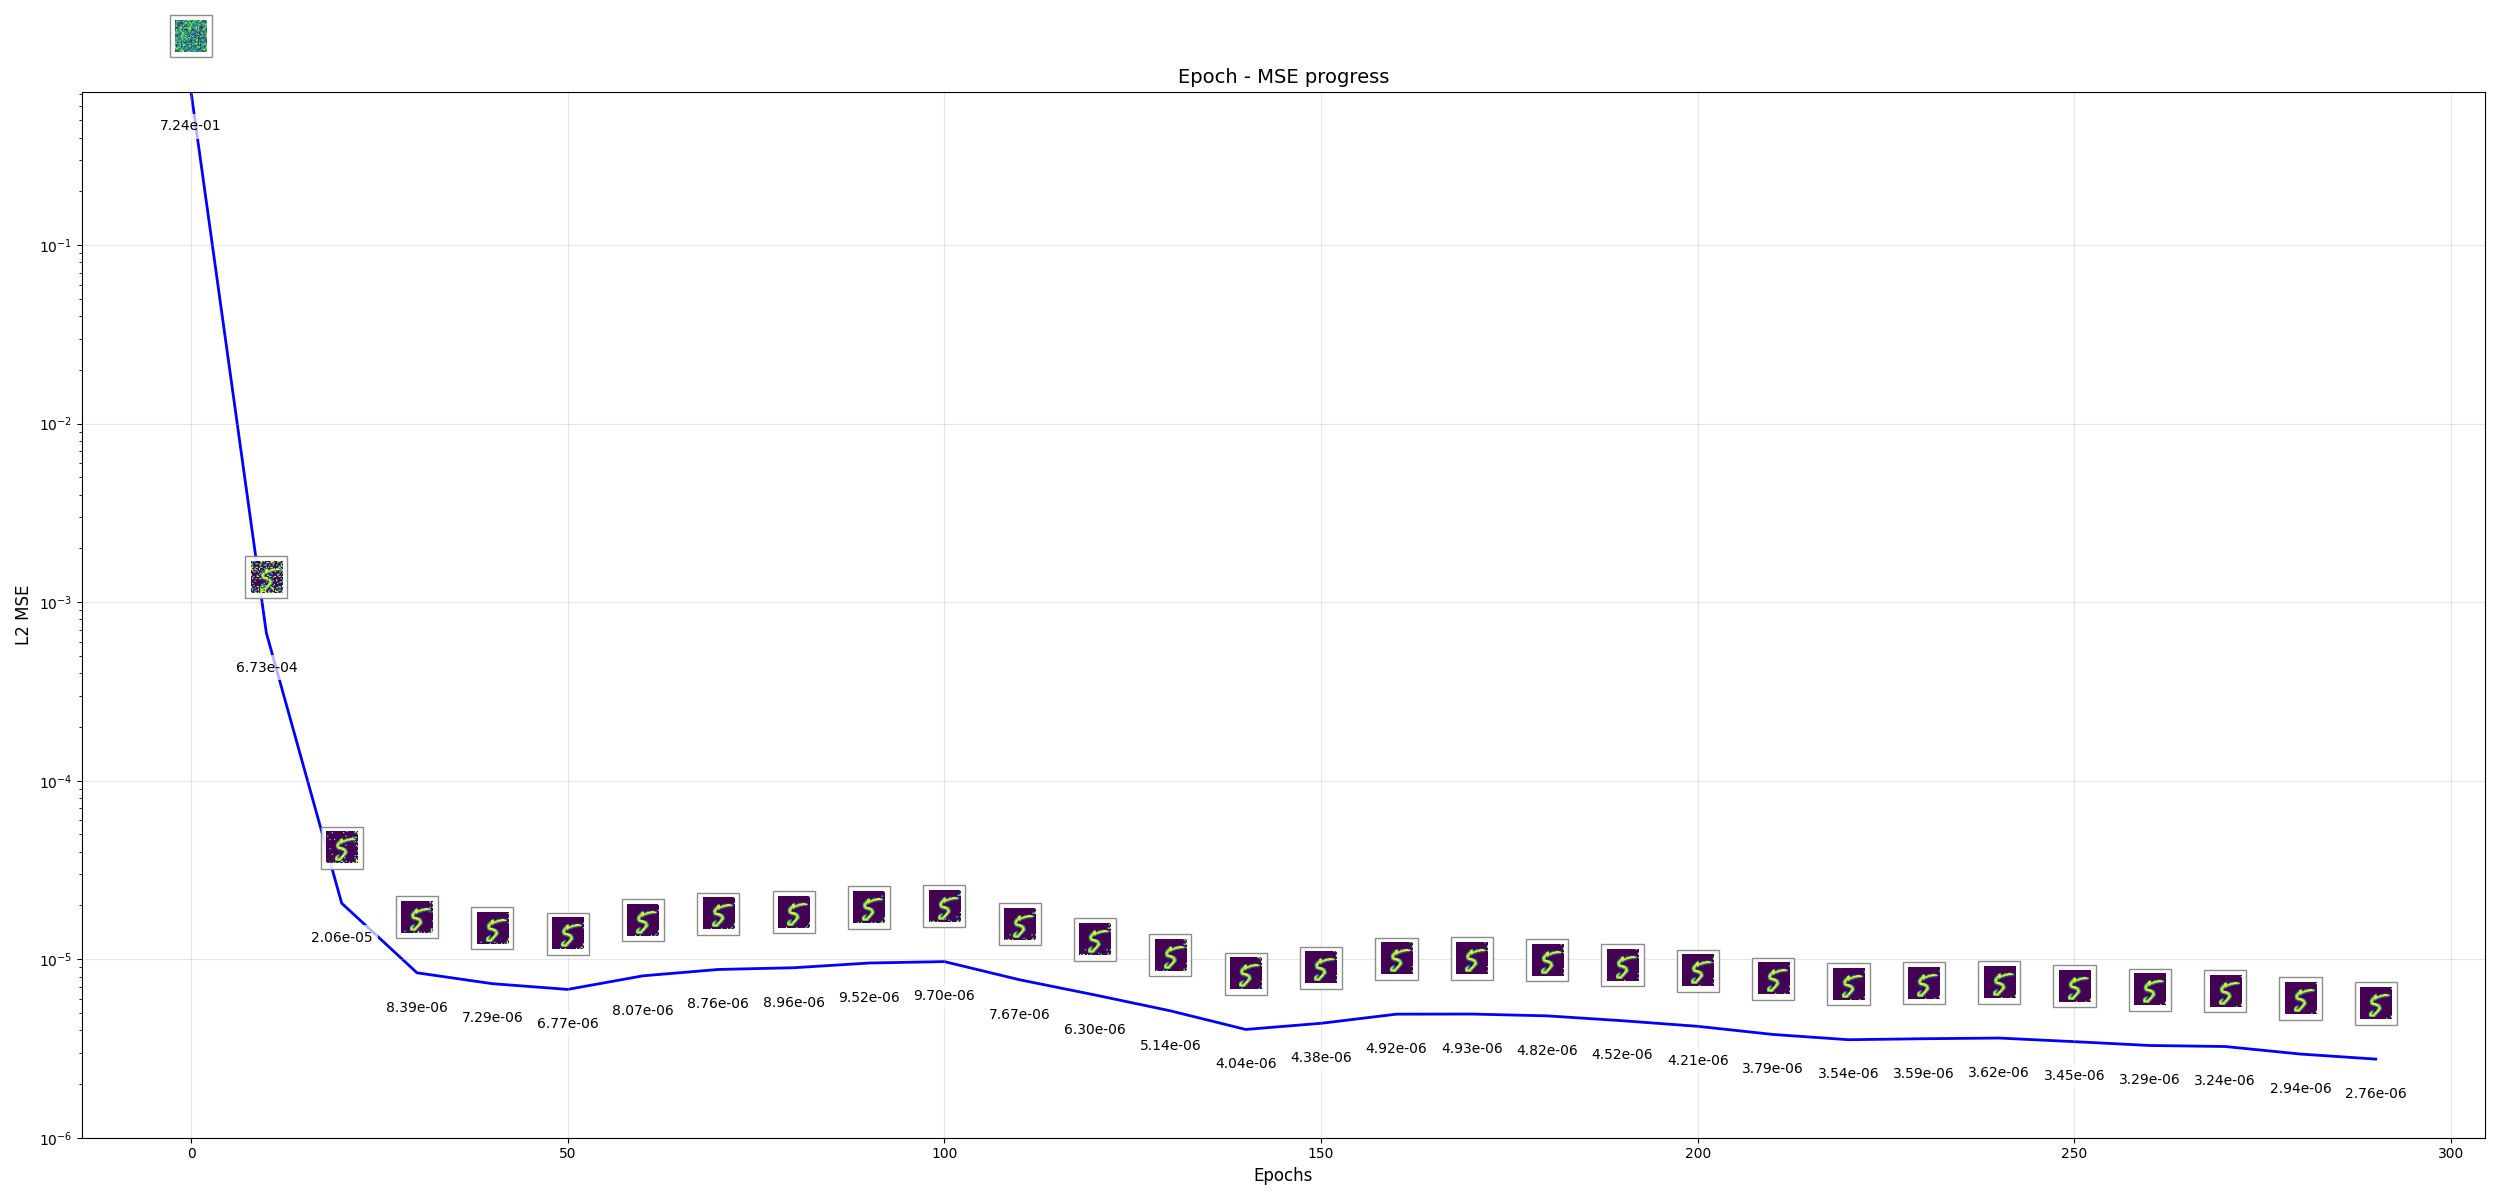 Epoch - MSE progress
7.24e-01
10⁻¹
10⁻²
10⁻³
6.73e-04
10⁻⁴
2.06e-05
10⁻⁵
8.39e-06
7.29e-06
6.77e-06
8.07e-06
8.76e-06
8.96e-06
9.52e-06
9.70e-06
7.67e-06
6.30e-06
5.14e-06
4.04e-06
4.38e-06
4.92e-06
4.93e-06
4.82e-06
4.52e-06
4.21e-06
3.79e-06
3.54e-06
3.59e-06
3.62e-06
3.45e-06
3.29e-06
3.24e-06
2.94e-06
2.76e-06
10⁻⁶
L2 MSE
0 50 100 150 200 250 300
Epochs